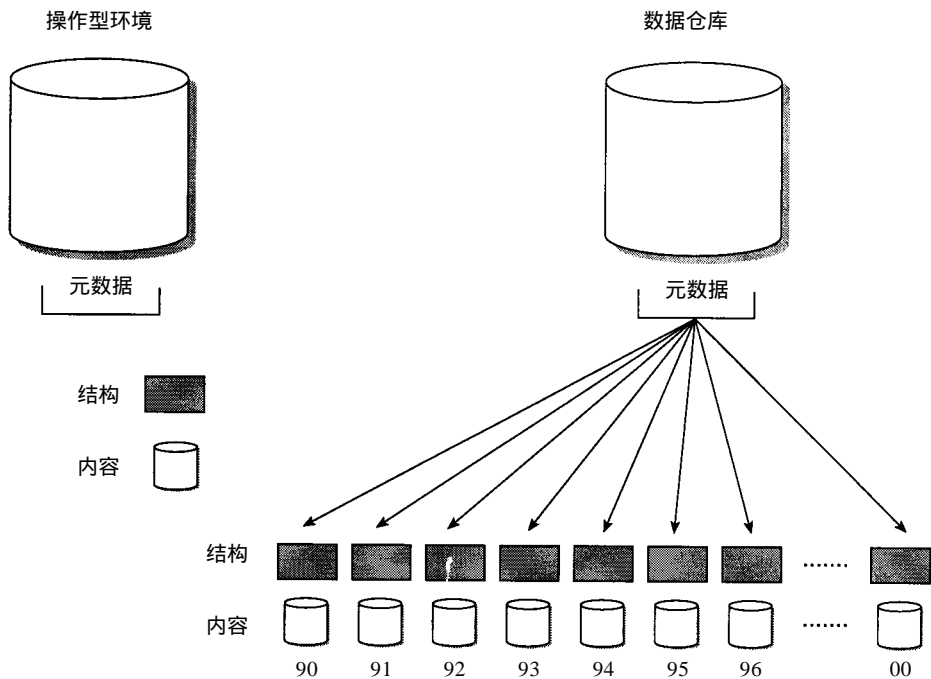 操作型环境
数据仓库
元数据
元数据
结构
内容
结构 ······
内容 ······
90 91 92 93 94 95 96 00